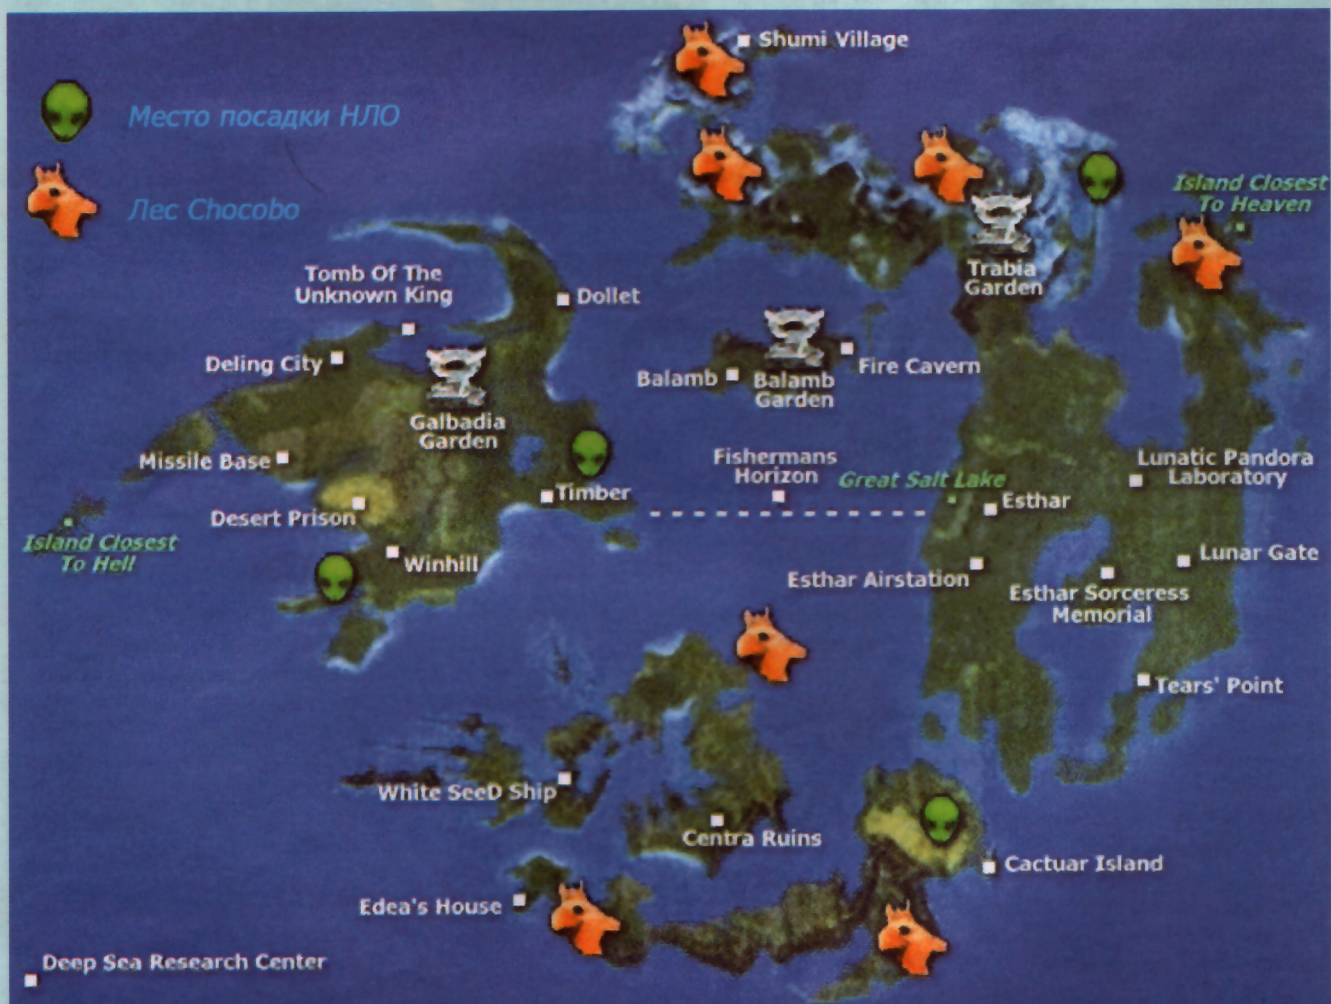 Shumi Village
Место посадки НЛО
Лес Chocobo
Island Closest
To Heaven
Tomb Of The
Unknown King
Dollet
Trabia
Garden
Deling City
Fire Cavern
Balamb
Balamb
Garden
Galbadia
Garden
Missile Base
Fishermans
Horizon
Great Salt Lake
Lunatic Pandora
Laboratory
Timber
Esthar
Desert Prison
Island Closest
To Hell
Winhill
Lunar Gate
Esthar Airstation
Esthar Sorceress
Memorial
Tears' Point
White SeeD Ship
Centra Ruins
Cactuar Island
Edea's House
Deep Sea Research Center